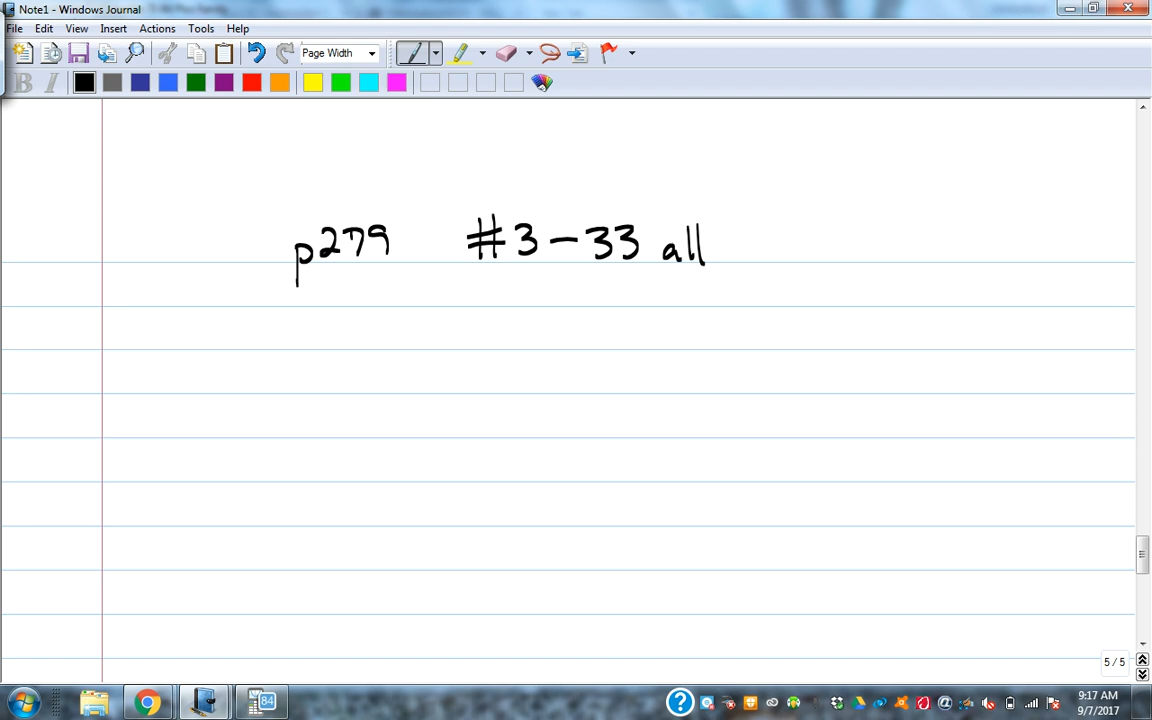 Note1 - Windows Journal
File Edit View Insert Actions Tools Help
Page Width
B I
p279 #3-33 all
5 / 5
84
9:17 AM
9/7/2017